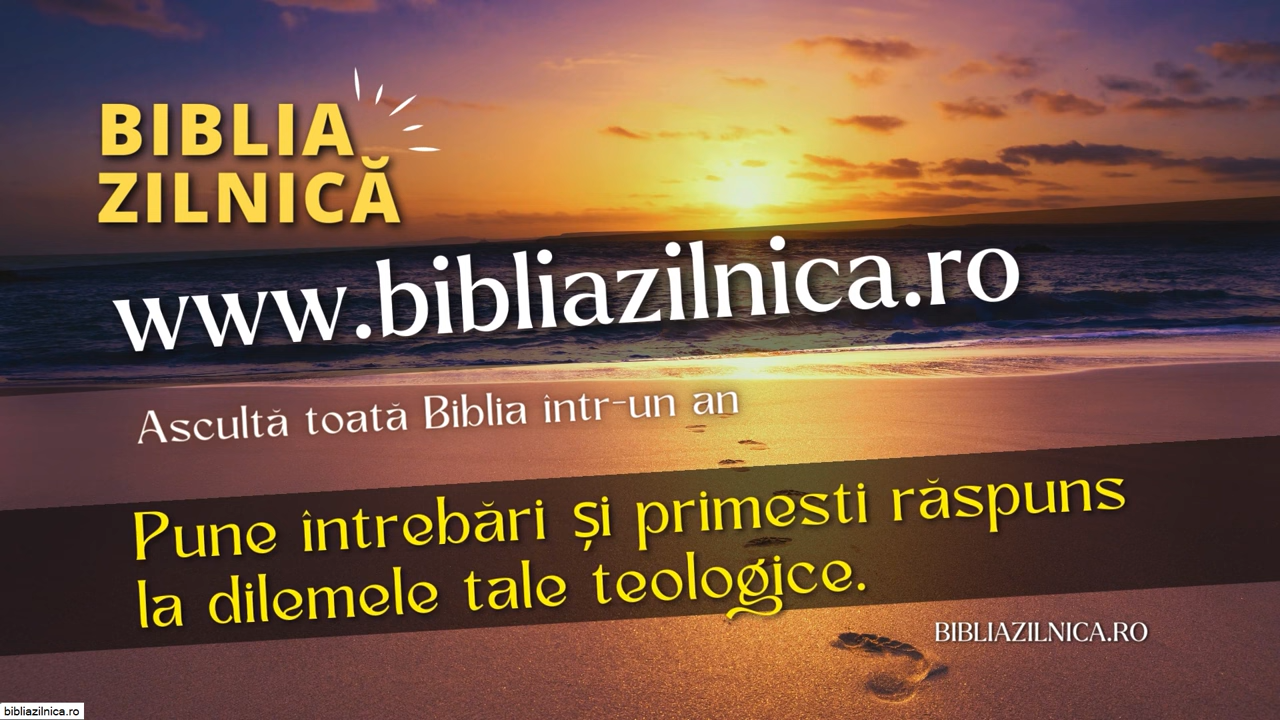 BIBLIA
ZILNICĂ
www.bibliazilnica.ro
Ascultă toată Biblia într-un an
Pune întrebări și primesti răspuns
la dilemele tale teologice.
BIBLIAZILNICA.RO
bibliazilnica.ro